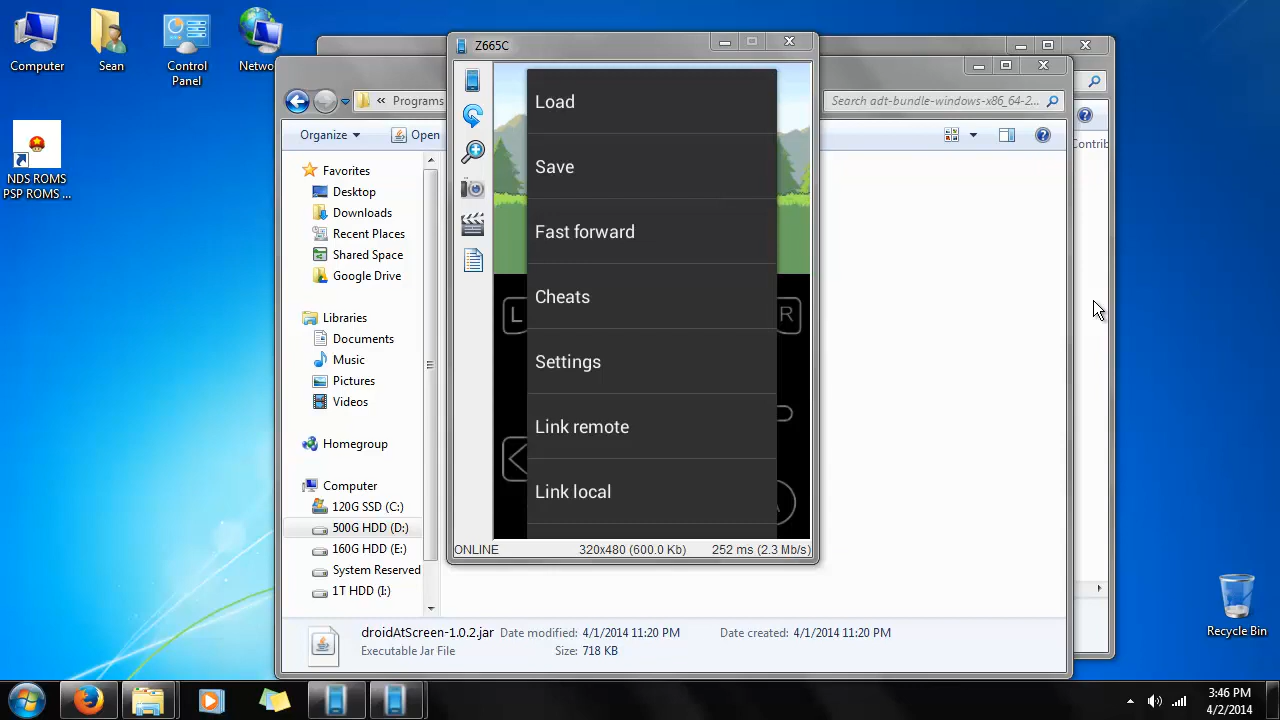 Computer
Sean
Control Panel
Netwo
NDS ROMS
PSP ROMS ...
Z665C
Load
Save
Fast forward
Cheats
Settings
Link remote
Link local
L
R
ONLINE
320x480 (600.0 Kb)
252 ms (2.3 Mb/s)
« Programs
Search adt-bundle-windows-x86_64-2...
Organize
Open
Contrib
Favorites
Desktop
Downloads
Recent Places
Shared Space
Google Drive
Libraries
Documents
Music
Pictures
Videos
Homegroup
Computer
120G SSD (C:)
500G HDD (D:)
160G HDD (E:)
System Reserved
1T HDD (I:)
droidAtScreen-1.0.2.jar
Date modified: 4/1/2014 11:20 PM
Date created: 4/1/2014 11:20 PM
Executable Jar File
Size: 718 KB
Recycle Bin
3:46 PM
4/2/2014